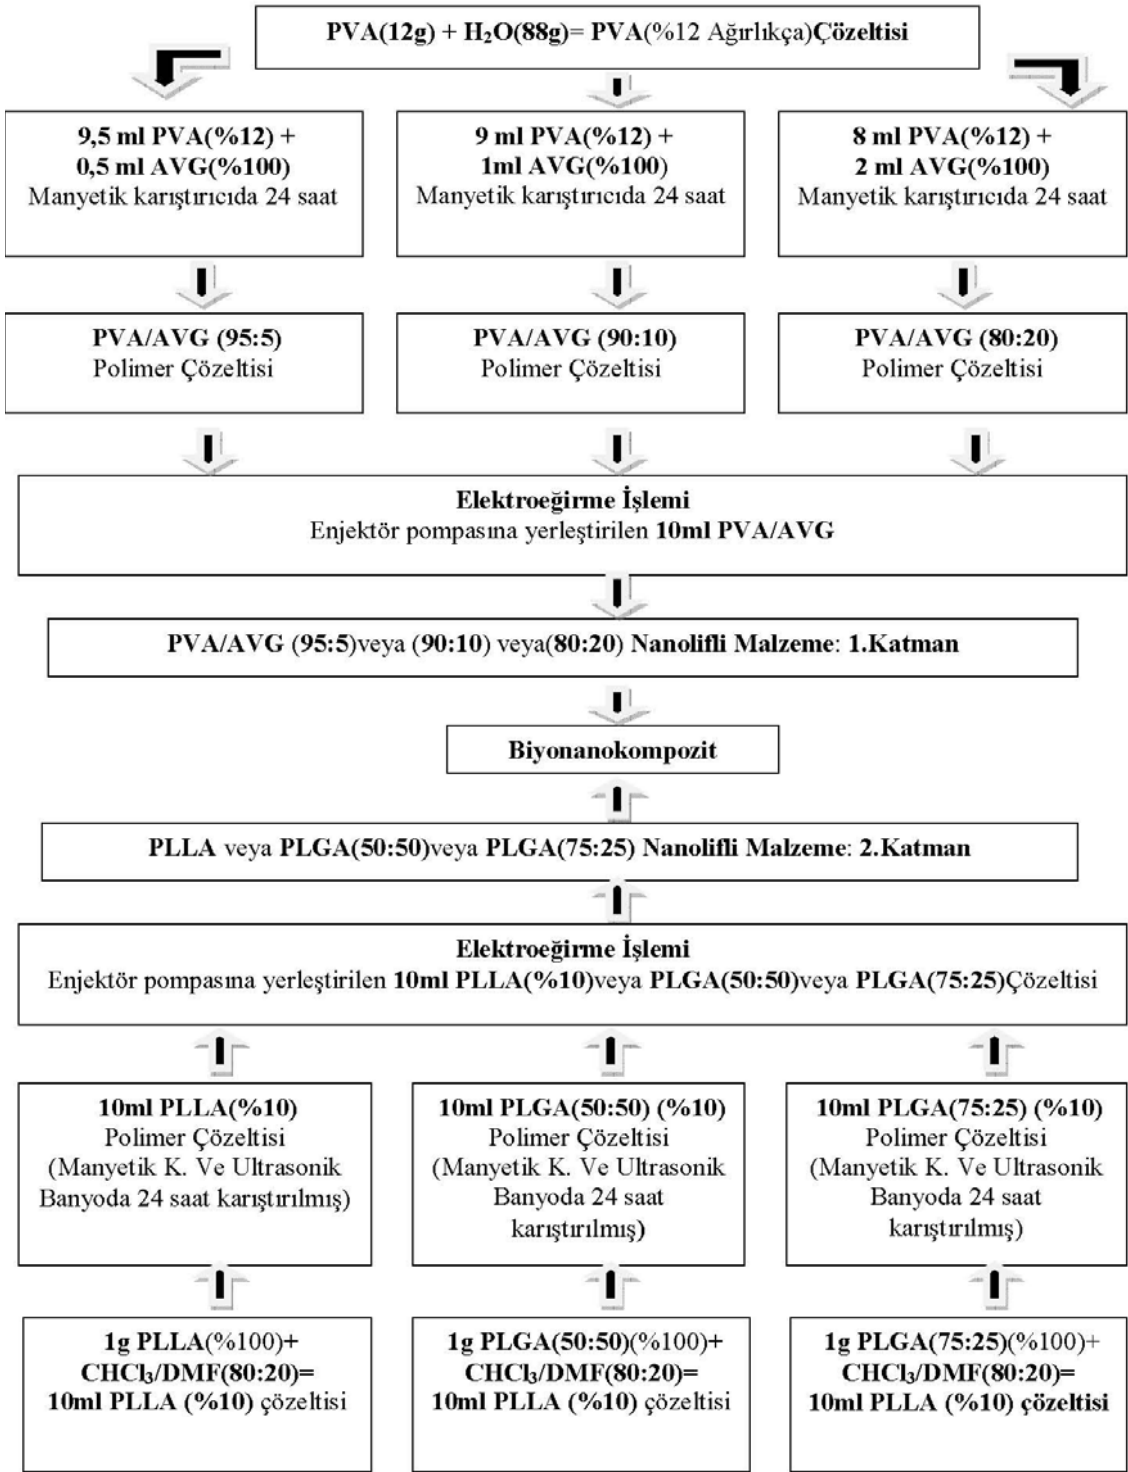 PVA(12g) + H₂O(88g)= PVA(%12 Ağırlıkça)Çözeltisi
9,5 ml PVA(%12) +
0,5 ml AVG(%100)
Manyetik karıştırıcıda 24 saat
9 ml PVA(%12) +
1ml AVG(%100)
Manyetik karıştırıcıda 24 saat
8 ml PVA(%12) +
2 ml AVG(%100)
Manyetik karıştırıcıda 24 saat
PVA/AVG (95:5)
Polimer Çözeltisi
PVA/AVG (90:10)
Polimer Çözeltisi
PVA/AVG (80:20)
Polimer Çözeltisi
Elektroeğirme İşlemi
Enjektör pompasına yerleştirilen 10ml PVA/AVG
PVA/AVG (95:5)veya (90:10) veya(80:20) Nanolifli Malzeme: 1.Katman
Biyonanokompozit
PLLA veya PLGA(50:50)veya PLGA(75:25) Nanolifli Malzeme: 2.Katman
Elektroeğirme İşlemi
Enjektör pompasına yerleştirilen 10ml PLLA(%10)veya PLGA(50:50)veya PLGA(75:25)Çözeltisi
10ml PLLA(%10)
Polimer Çözeltisi
(Manyetik K. Ve Ultrasonik
Banyoda 24 saat karıştırılmış)
10ml PLGA(50:50) (%10)
Polimer Çözeltisi
(Manyetik K. Ve Ultrasonik
Banyoda 24 saat
karıştırılmış)
10ml PLGA(75:25) (%10)
Polimer Çözeltisi
(Manyetik K. Ve Ultrasonik
Banyoda 24 saat
karıştırılmış)
1g PLLA(%100)+
CHCl₃/DMF(80:20)=
10ml PLLA (%10) çözeltisi
1g PLGA(50:50)(%100)+
CHCl₃/DMF(80:20)=
10ml PLLA (%10) çözeltisi
1g PLGA(75:25)(%100)+
CHCl₃/DMF(80:20)=
10ml PLLA (%10) çözeltisi